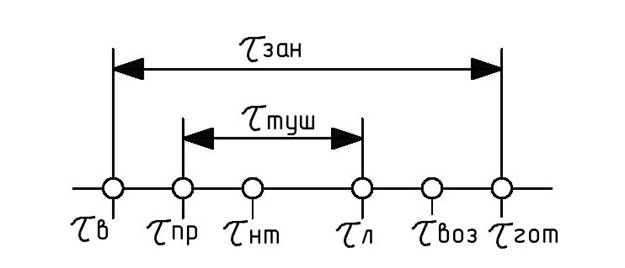 τзан
τтуш
τв τпр τнт τл τвоз τгот